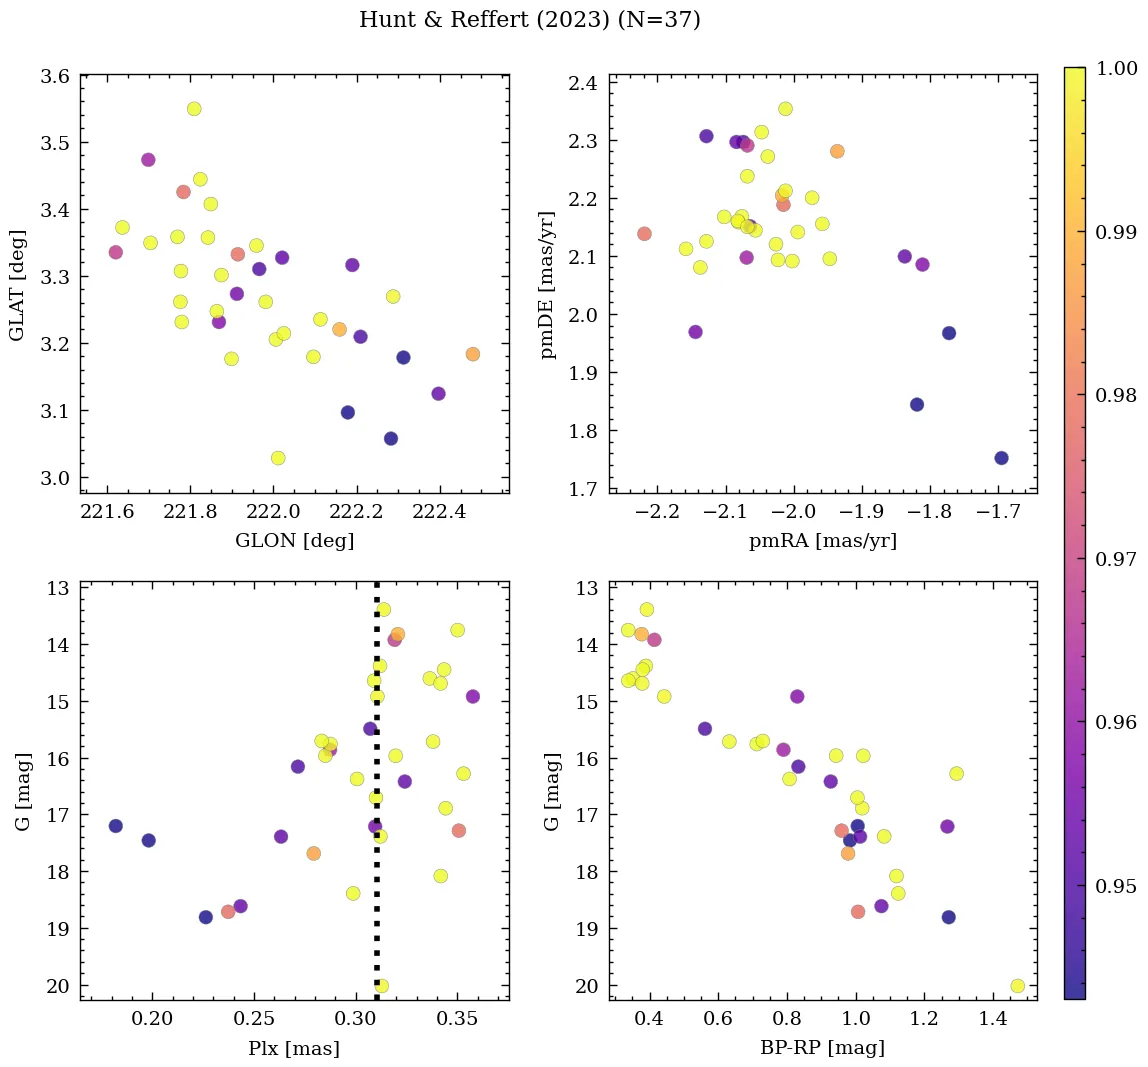 Hunt & Reffert (2023) (N=37)
3.6
3.5
3.4
3.3
3.2
3.1
3.0
GLAT [deg]
221.6 221.8 222.0 222.2 222.4
GLON [deg]
2.4
2.3
2.2
2.1
2.0
1.9
1.8
1.7
pmDE [mas/yr]
−2.2 −2.1 −2.0 −1.9 −1.8 −1.7
pmRA [mas/yr]
1.00
0.99
0.98
0.97
0.96
0.95
13
14
15
16
17
18
19
20
G [mag]
0.20 0.25 0.30 0.35
Plx [mas]
13
14
15
16
17
18
19
20
G [mag]
0.4 0.6 0.8 1.0 1.2 1.4
BP-RP [mag]